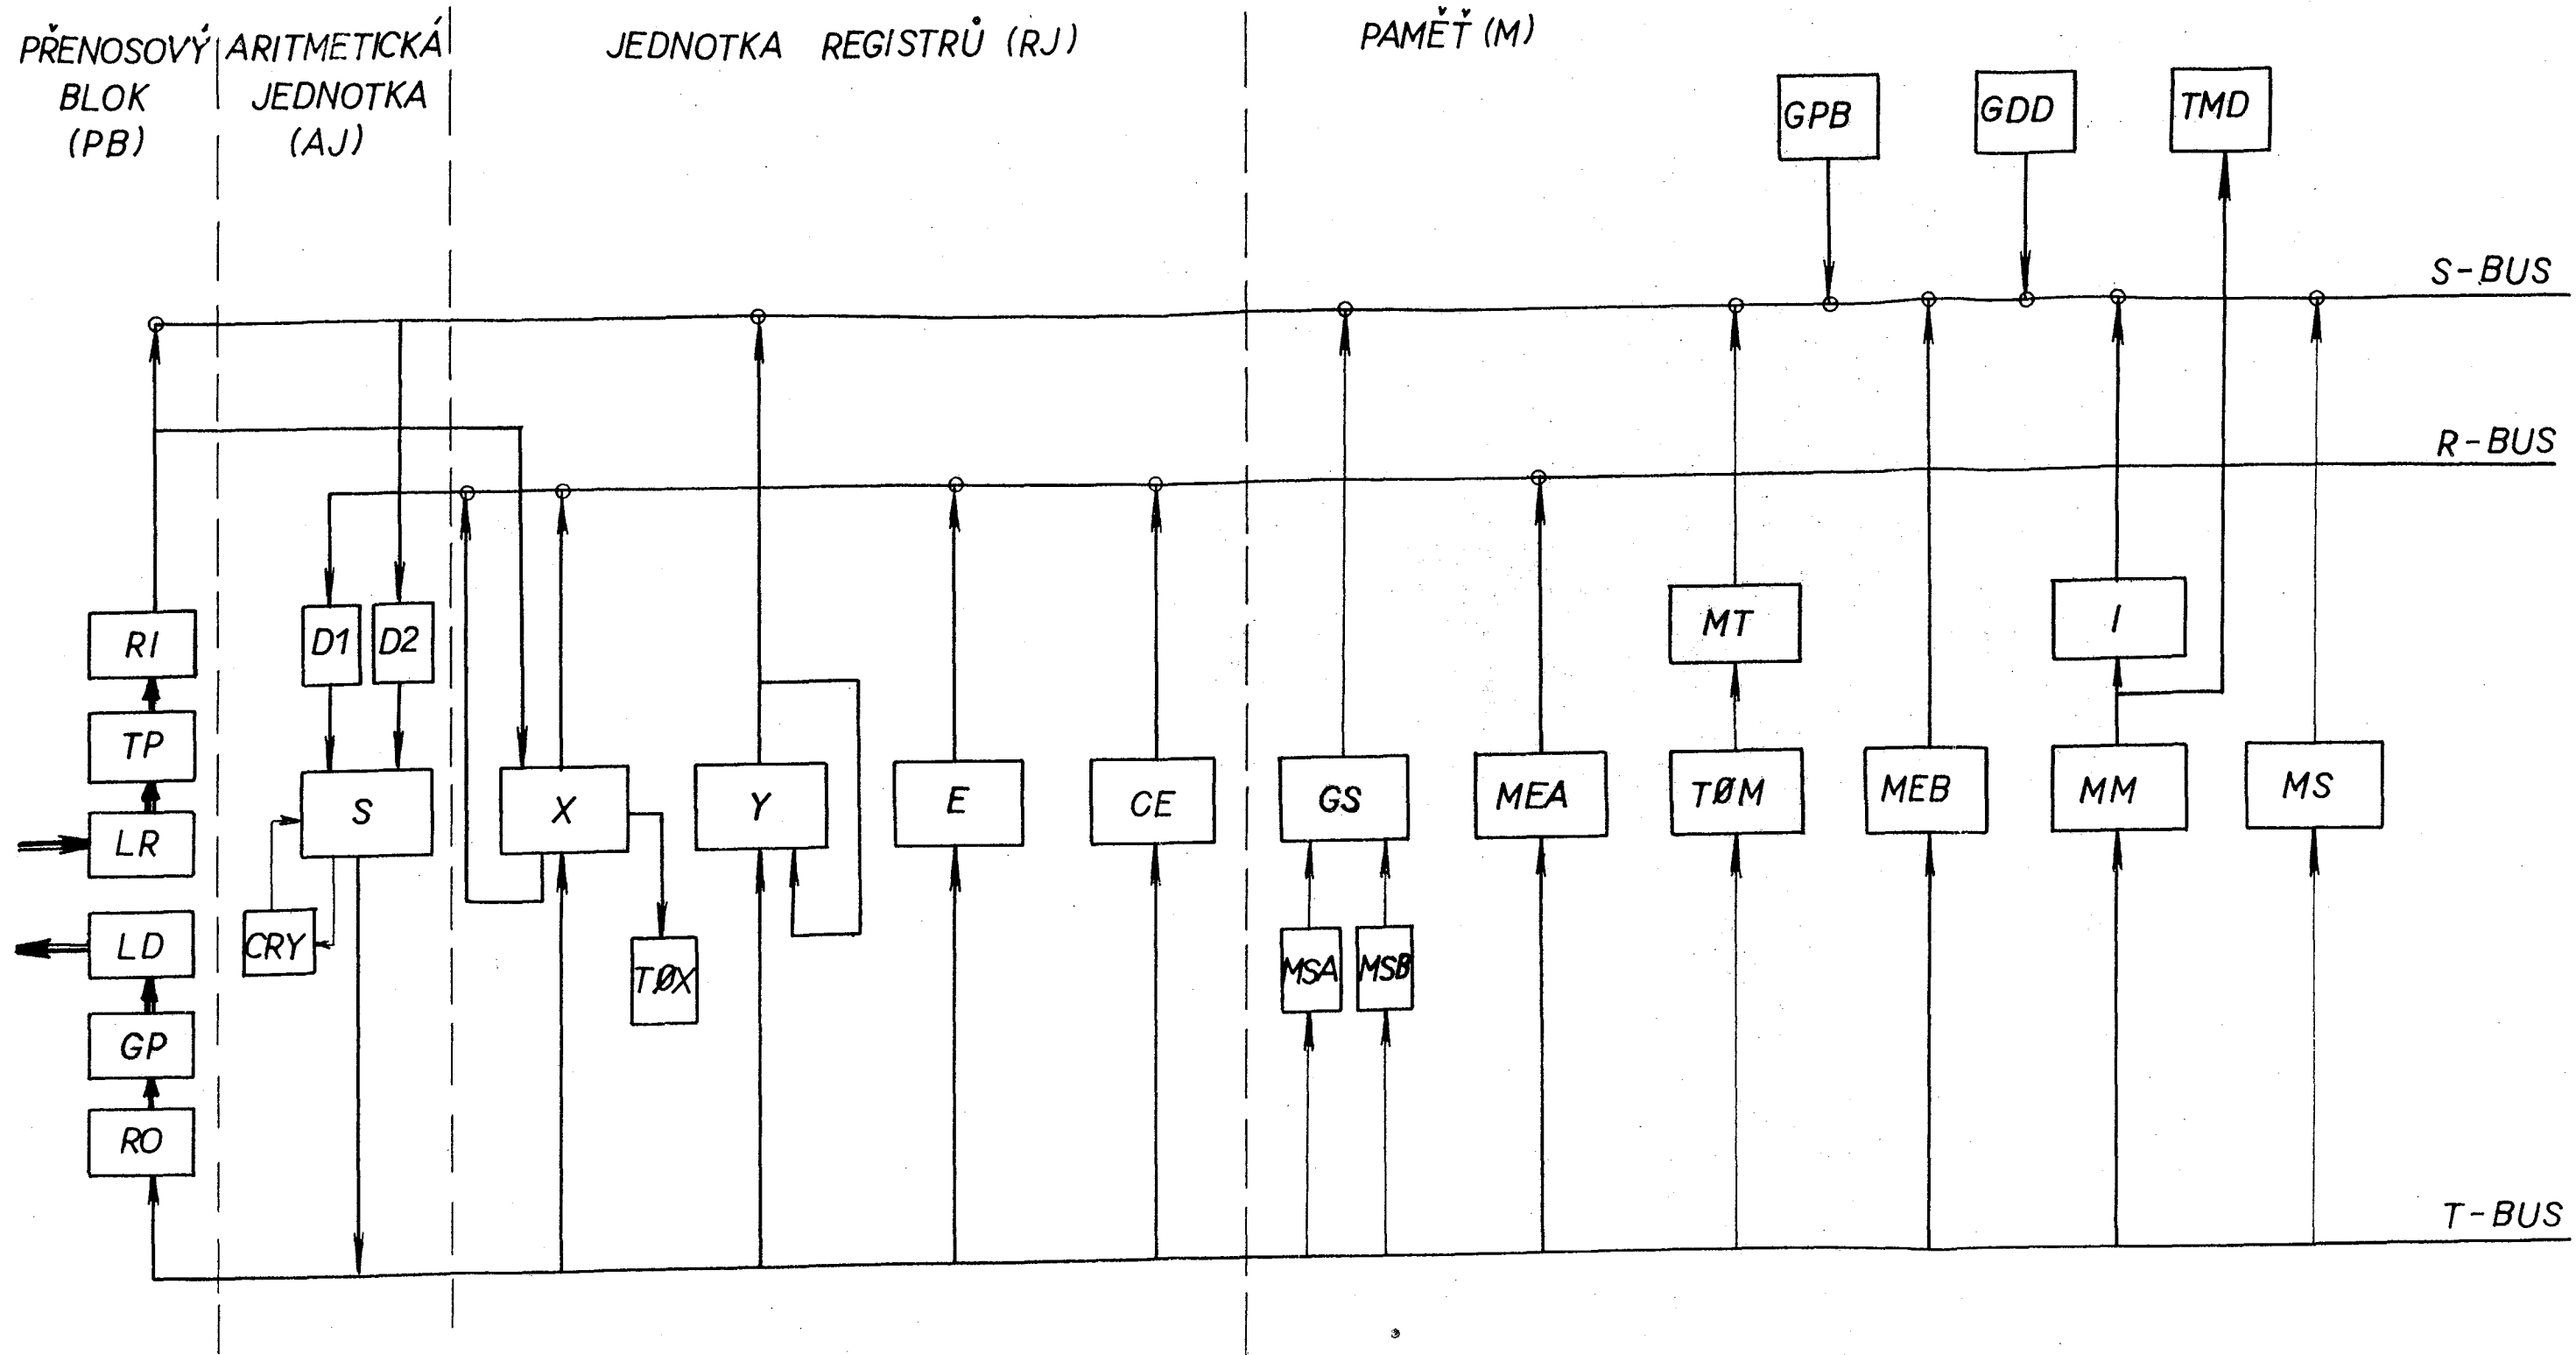 PŘENOSOVÝ
BLOK
(PB)
ARITMETICKÁ
JEDNOTKA
(AJ)
JEDNOTKA REGISTRŮ (RJ)
PAMĚŤ (M)
GPB
GDD
TMD
S-BUS
R-BUS
RI
D1
D2
MT
I
TP
S
X
Y
E
CE
GS
MEA
TØM
MEB
MM
MS
LR
LD
CRY
TØX
MSA
MSB
GP
RO
T-BUS